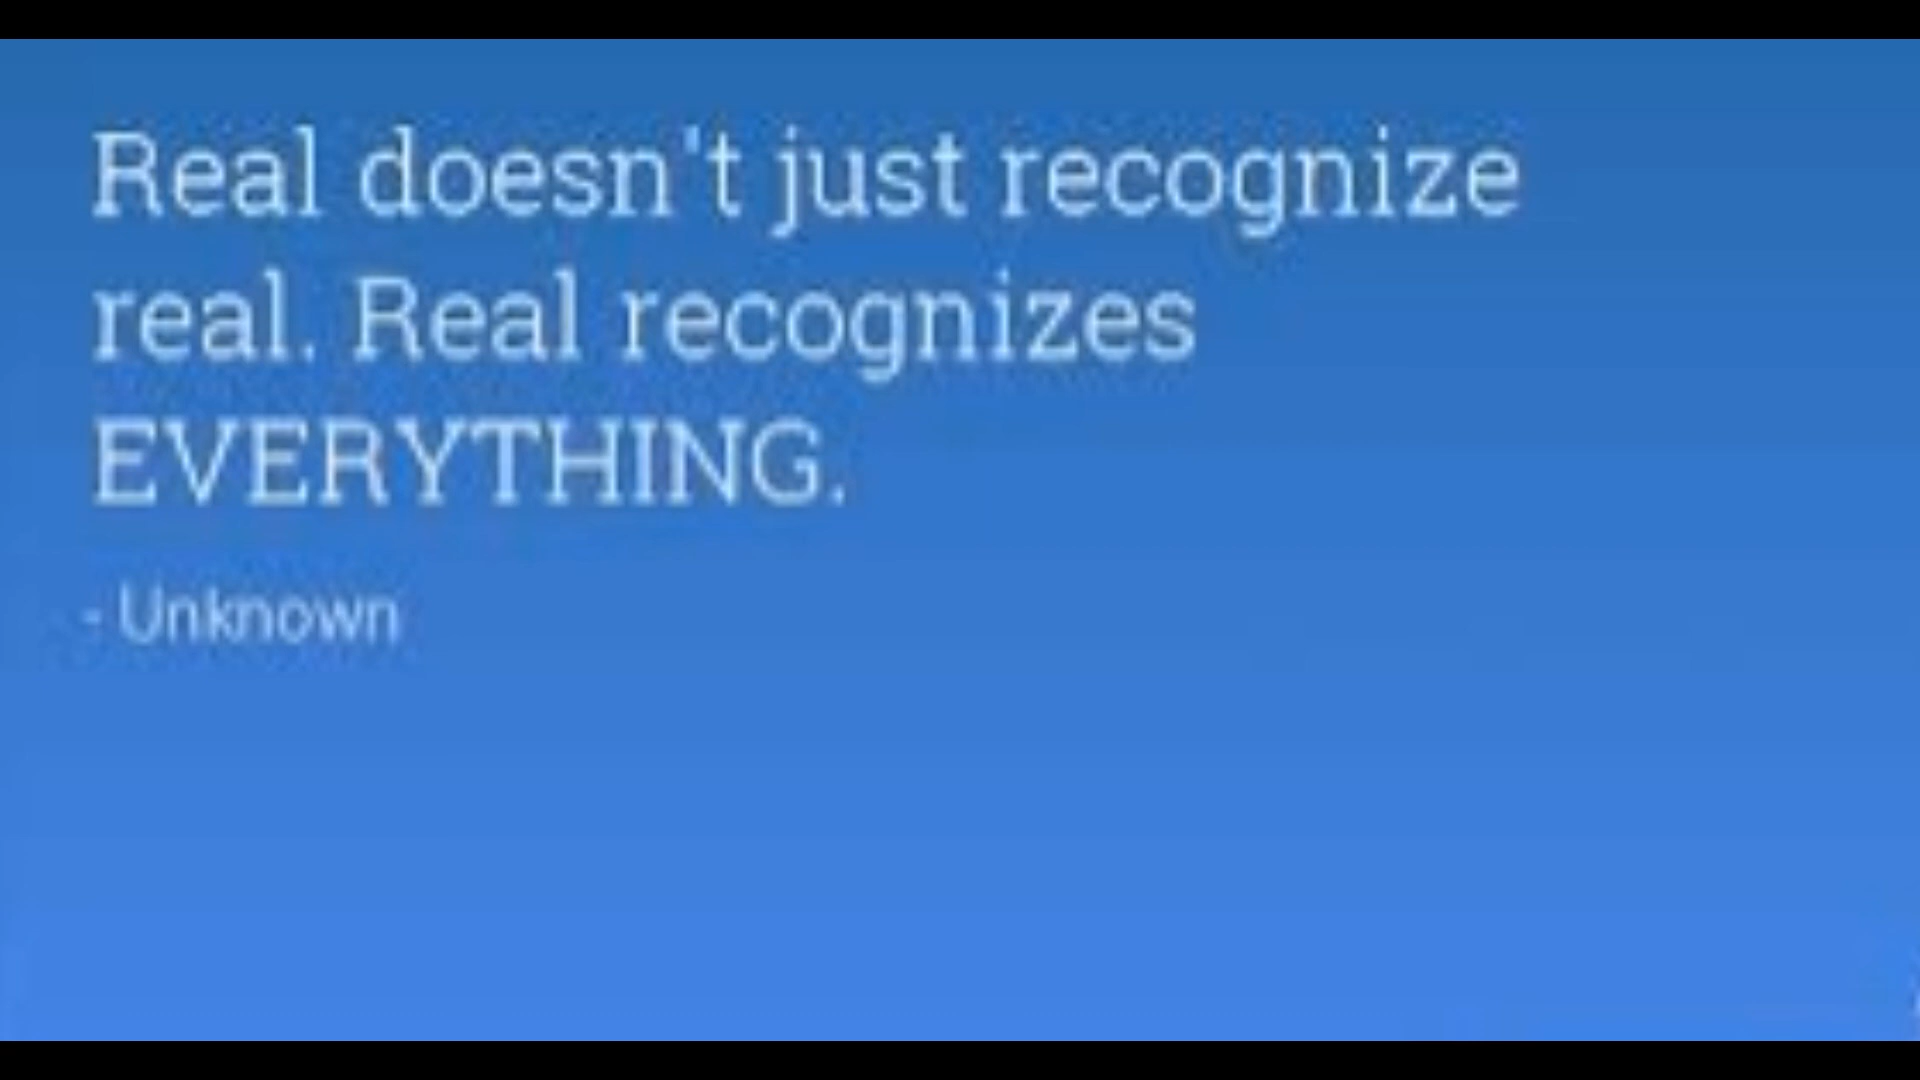 Real doesn't just recognize
real. Real recognizes
EVERYTHING.
- Unknown